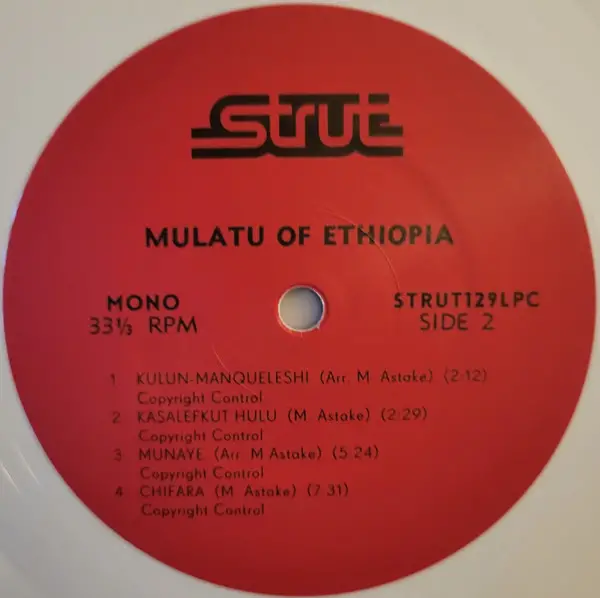 Strut
MULATU OF ETHIOPIA
MONO
33⅓ RPM
STRUT129LPC
SIDE 2
1 KULUN-MANQUELESHI (Arr. M. Astake) (2:12)
Copyright Control
2 KASALEFKUT HULU (M. Astake) (2:29)
Copyright Control
3 MUNAYE (Arr. M Astake) (5:24)
Copyright Control
4 CHIFARA (M. Astake) (7:31)
Copyright Control